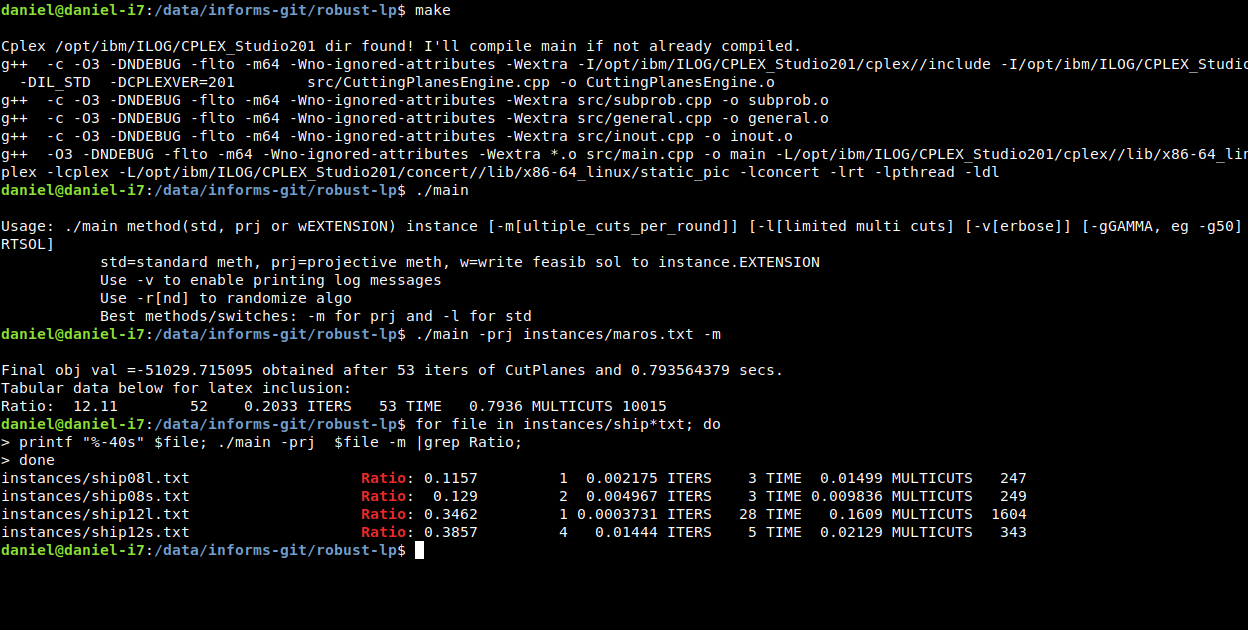 daniel@daniel-i7:/data/informs-git/robust-lp$ make
Cplex /opt/ibm/ILOG/CPLEX_Studio201 dir found! I'll compile main if not already compiled.
g++  -c -O3 -DNDEBUG -flto -m64 -Wno-ignored-attributes -Wextra -I/opt/ibm/ILOG/CPLEX_Studio201/cplex//include -I/opt/ibm/ILOG/CPLEX_Studio
  -DIL_STD  -DCPLEXVER=201        src/CuttingPlanesEngine.cpp -o CuttingPlanesEngine.o
g++  -c -O3 -DNDEBUG -flto -m64 -Wno-ignored-attributes -Wextra src/subprob.cpp -o subprob.o
g++  -c -O3 -DNDEBUG -flto -m64 -Wno-ignored-attributes -Wextra src/general.cpp -o general.o
g++  -c -O3 -DNDEBUG -flto -m64 -Wno-ignored-attributes -Wextra src/inout.cpp -o inout.o
g++  -O3 -DNDEBUG -flto -m64 -Wno-ignored-attributes -Wextra *.o src/main.cpp -o main -L/opt/ibm/ILOG/CPLEX_Studio201/cplex//lib/x86-64_lin
plex -lcplex -L/opt/ibm/ILOG/CPLEX_Studio201/concert//lib/x86-64_linux/static_pic -lconcert -lrt -lpthread -ldl
daniel@daniel-i7:/data/informs-git/robust-lp$ ./main
Usage: ./main method(std, prj or wEXTENSION) instance [-m[ultiple_cuts_per_round]] [-l[limited multi cuts] [-v[erbose]] [-gGAMMA, eg -g50]
RTSOL]
           std=standard meth, prj=projective meth, w=write feasib sol to instance.EXTENSION
           Use -v to enable printing log messages
           Use -r[nd] to randomize algo
           Best methods/switches: -m for prj and -l for std
daniel@daniel-i7:/data/informs-git/robust-lp$ ./main -prj instances/maros.txt -m
Final obj val =-51029.715095 obtained after 53 iters of CutPlanes and 0.793564379 secs.
Tabular data below for latex inclusion:
Ratio:  12.11        52    0.2033 ITERS   53 TIME   0.7936 MULTICUTS 10015
daniel@daniel-i7:/data/informs-git/robust-lp$ for file in instances/ship*txt; do
> printf "%-40s" $file; ./main -prj  $file -m |grep Ratio;
> done
instances/ship08l.txt                   Ratio: 0.1157         1  0.002175 ITERS    3 TIME  0.01499 MULTICUTS   247
instances/ship08s.txt                   Ratio:  0.129         2  0.004967 ITERS    3 TIME 0.009836 MULTICUTS   249
instances/ship12l.txt                   Ratio: 0.3462         1 0.0003731 ITERS   28 TIME   0.1609 MULTICUTS  1604
instances/ship12s.txt                   Ratio: 0.3857         4   0.01444 ITERS    5 TIME  0.02129 MULTICUTS   343
daniel@daniel-i7:/data/informs-git/robust-lp$